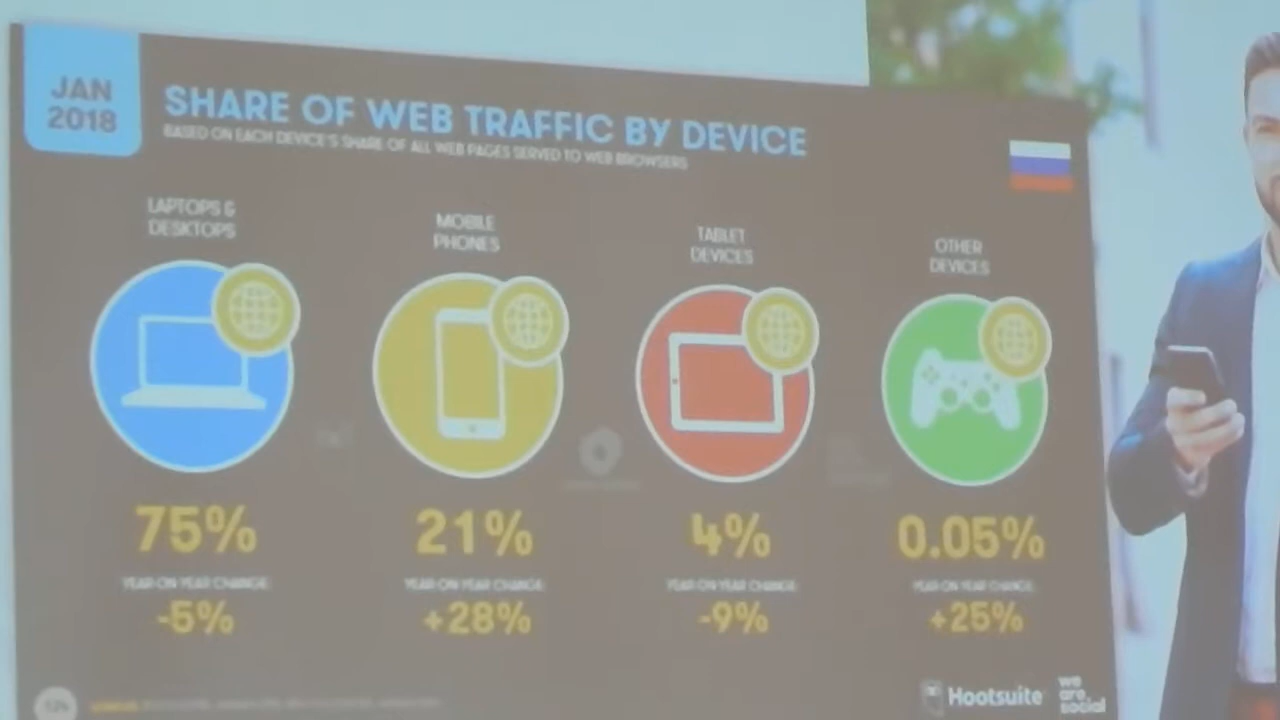 JAN
2018
SHARE OF WEB TRAFFIC BY DEVICE
BASED ON EACH DEVICE'S SHARE OF ALL WEB PAGES SERVED TO WEB BROWSERS
LAPTOPS &
DESKTOPS
MOBILE
PHONES
TABLET
DEVICES
OTHER
DEVICES
75%
21%
4%
0.05%
YEAR-ON-YEAR CHANGE:
YEAR-ON-YEAR CHANGE:
YEAR-ON-YEAR CHANGE:
YEAR-ON-YEAR CHANGE:
-5%
+28%
-9%
+25%
Hootsuite
we
are
social